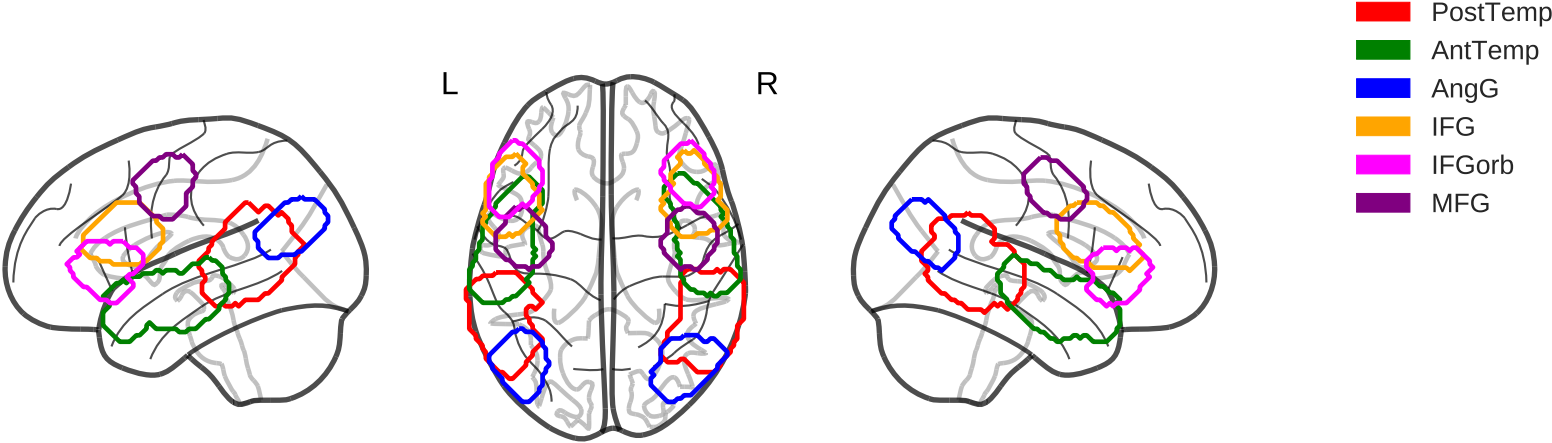 L
R
PostTemp
AntTemp
AngG
IFG
IFGorb
MFG